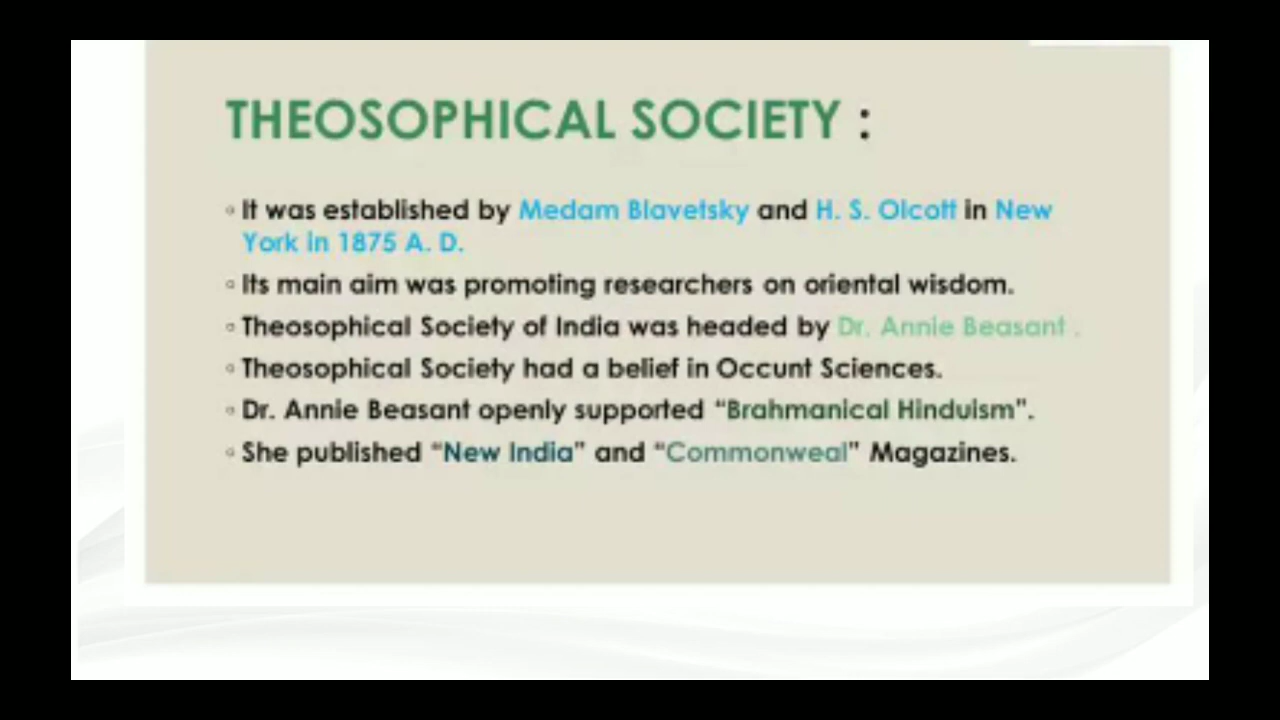 THEOSOPHICAL SOCIETY :
◦ It was established by Medam Blavetsky and H. S. Olcott in New
York in 1875 A. D.
◦ Its main aim was promoting researchers on oriental wisdom.
◦ Theosophical Society of India was headed by Dr. Annie Beasant .
◦ Theosophical Society had a belief in Occunt Sciences.
◦ Dr. Annie Beasant openly supported “Brahmanical Hinduism”.
◦ She published “New India” and “Commonweal” Magazines.